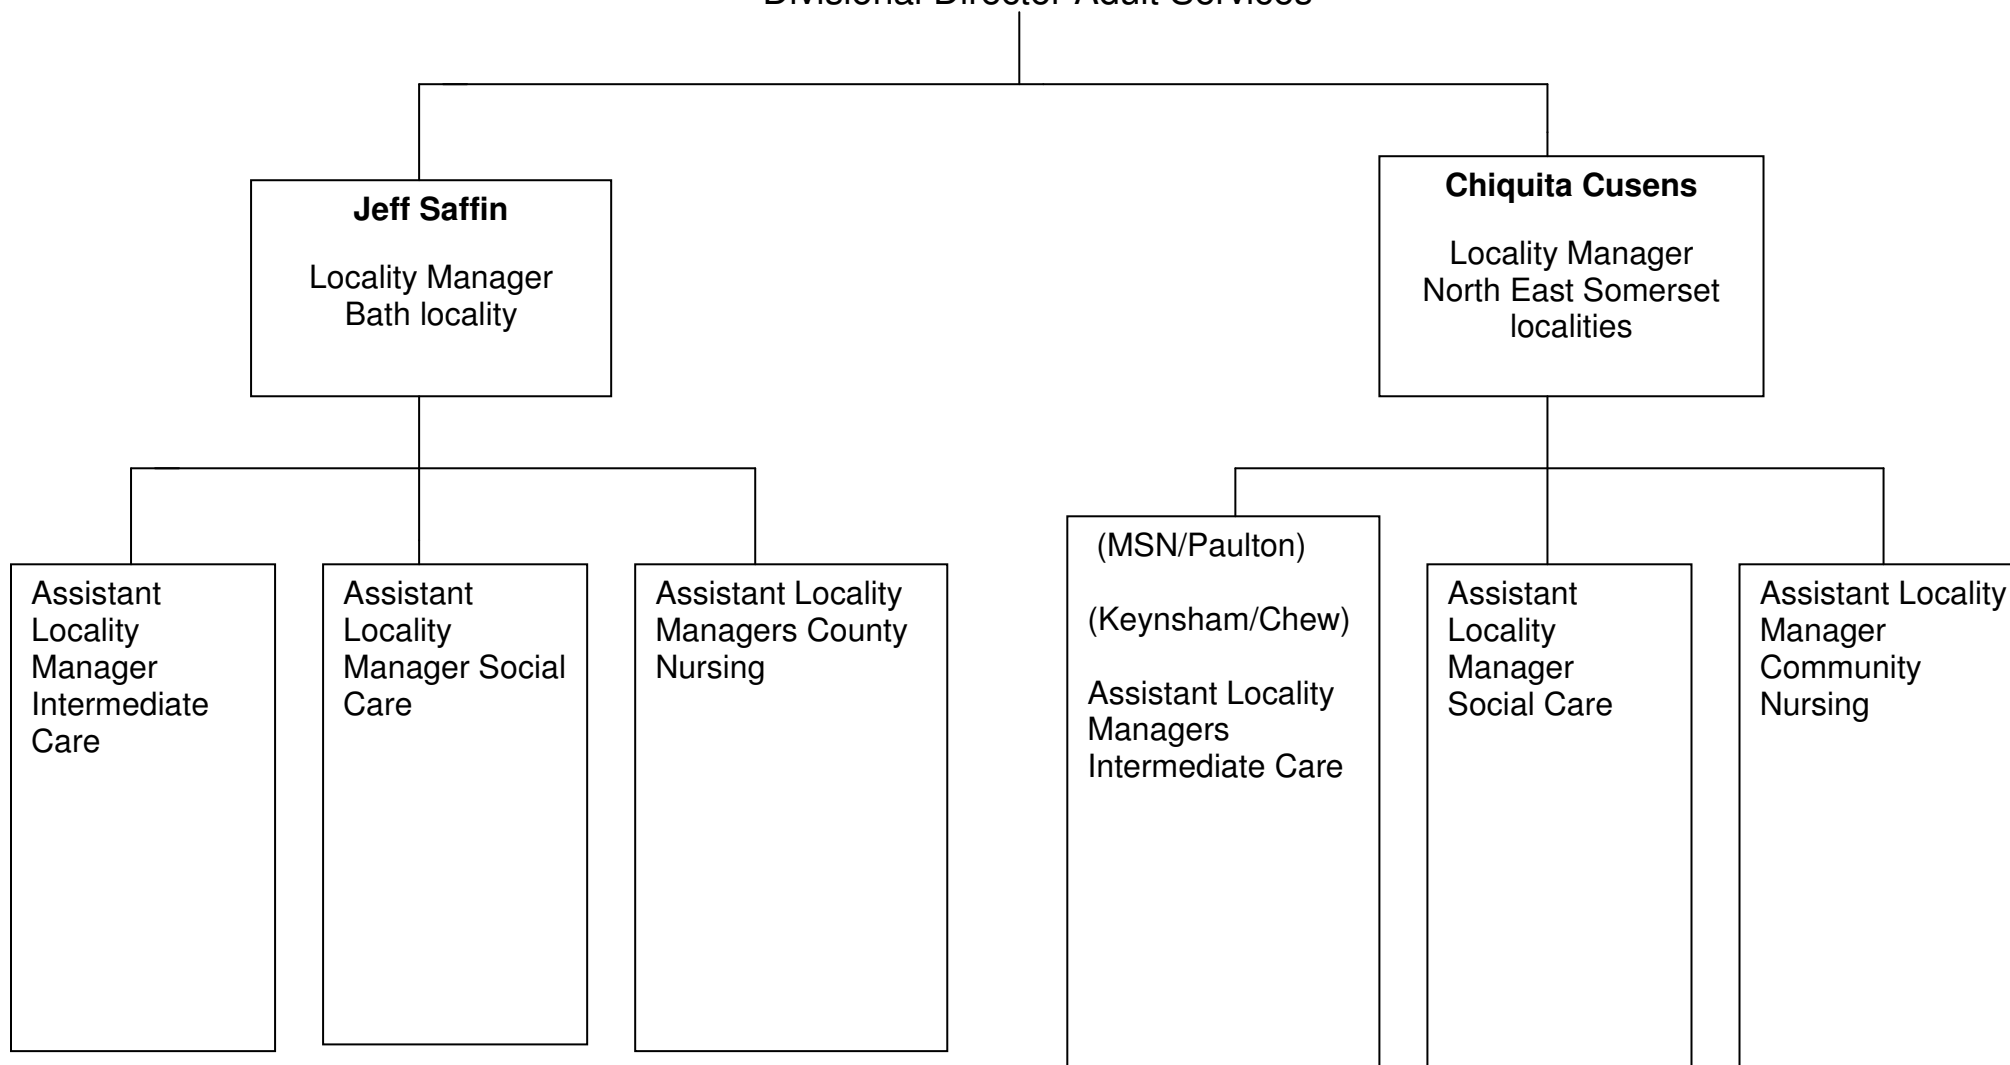 Divisional Director Adult Services
Jeff Saffin
Locality Manager
Bath locality
Chiquita Cusens
Locality Manager
North East Somerset
localities
Assistant
Locality
Manager
Intermediate
Care
Assistant
Locality
Manager Social
Care
Assistant Locality
Managers County
Nursing
(MSN/Paulton)
(Keynsham/Chew)
Assistant Locality
Managers
Intermediate Care
Assistant
Locality
Manager
Social Care
Assistant Locality
Manager
Community
Nursing